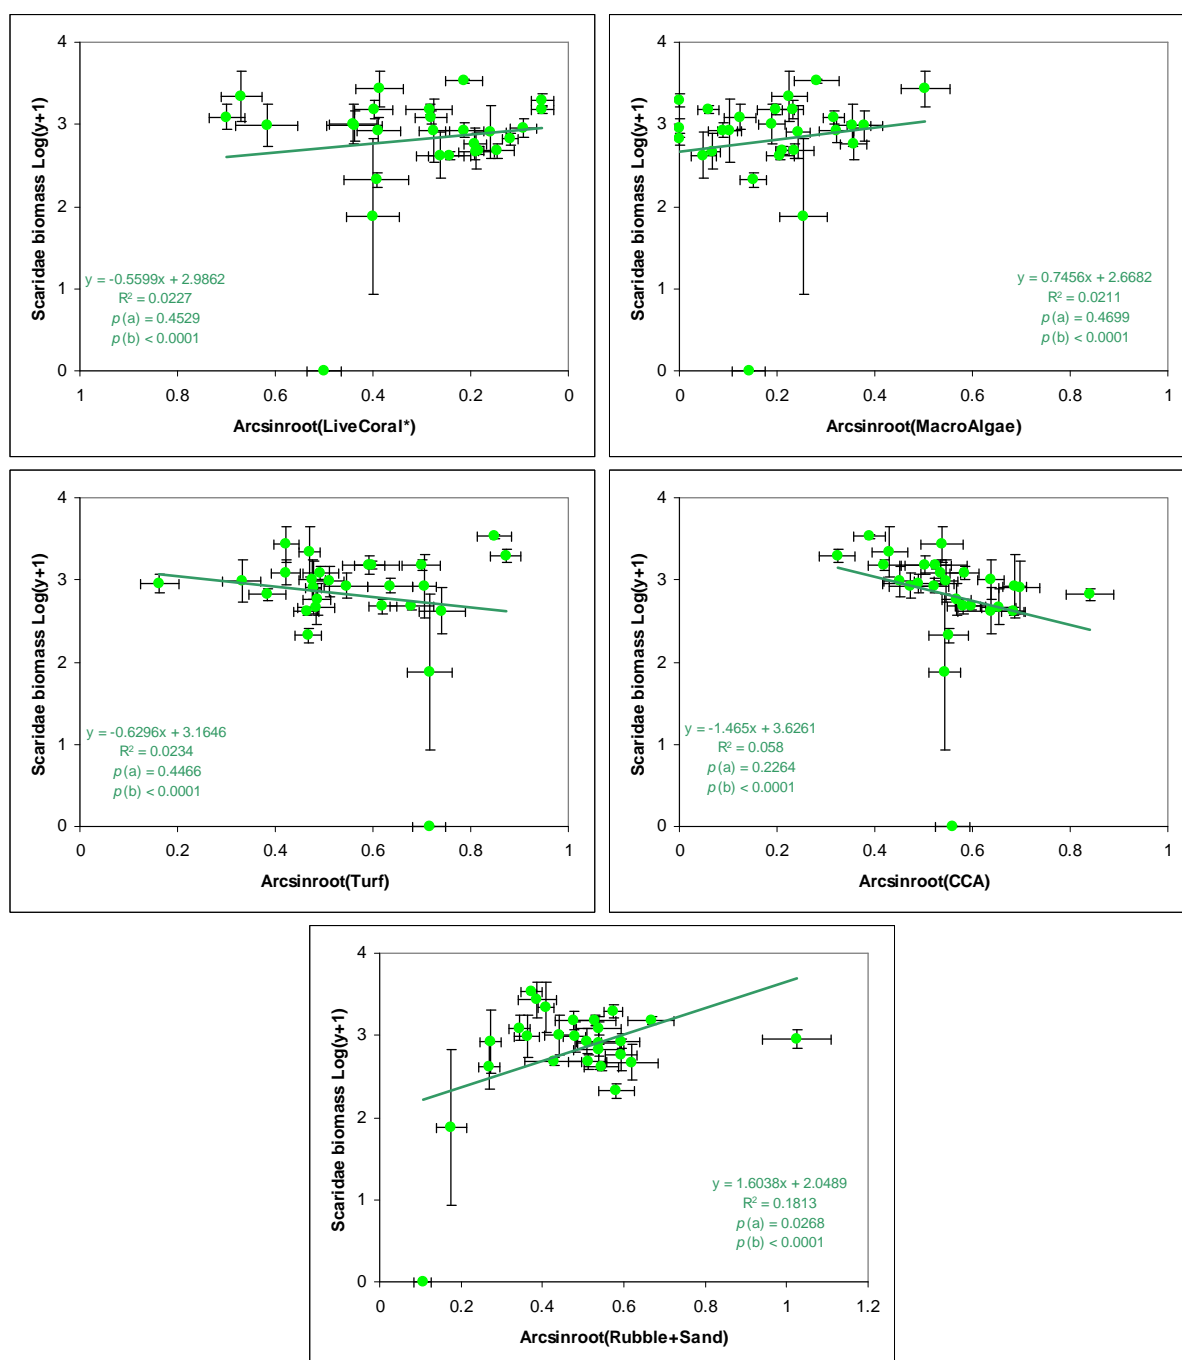 4
3
2
1
0
Scaridae biomass Log(y+1)
y = -0.5599x + 2.9862
R² = 0.0227
p(a) = 0.4529
p(b) < 0.0001
1 0.8 0.6 0.4 0.2 0
Arcsinroot(LiveCoral*)
4
3
2
1
0
Scaridae biomass Log(y+1)
y = 0.7456x + 2.6682
R² = 0.0211
p(a) = 0.4699
p(b) < 0.0001
0 0.2 0.4 0.6 0.8 1
Arcsinroot(MacroAlgae)
4
3
2
1
0
Scaridae biomass Log(y+1)
y = -0.6296x + 3.1646
R² = 0.0234
p(a) = 0.4466
p(b) < 0.0001
0 0.2 0.4 0.6 0.8 1
Arcsinroot(Turf)
4
3
2
1
0
Scaridae biomass Log(y+1)
y = -1.465x + 3.6261
R² = 0.058
p(a) = 0.2264
p(b) < 0.0001
0 0.2 0.4 0.6 0.8 1
Arcsinroot(CCA)
4
3
2
1
0
Scaridae biomass Log(y+1)
y = 1.6038x + 2.0489
R² = 0.1813
p(a) = 0.0268
p(b) < 0.0001
0 0.2 0.4 0.6 0.8 1 1.2
Arcsinroot(Rubble+Sand)